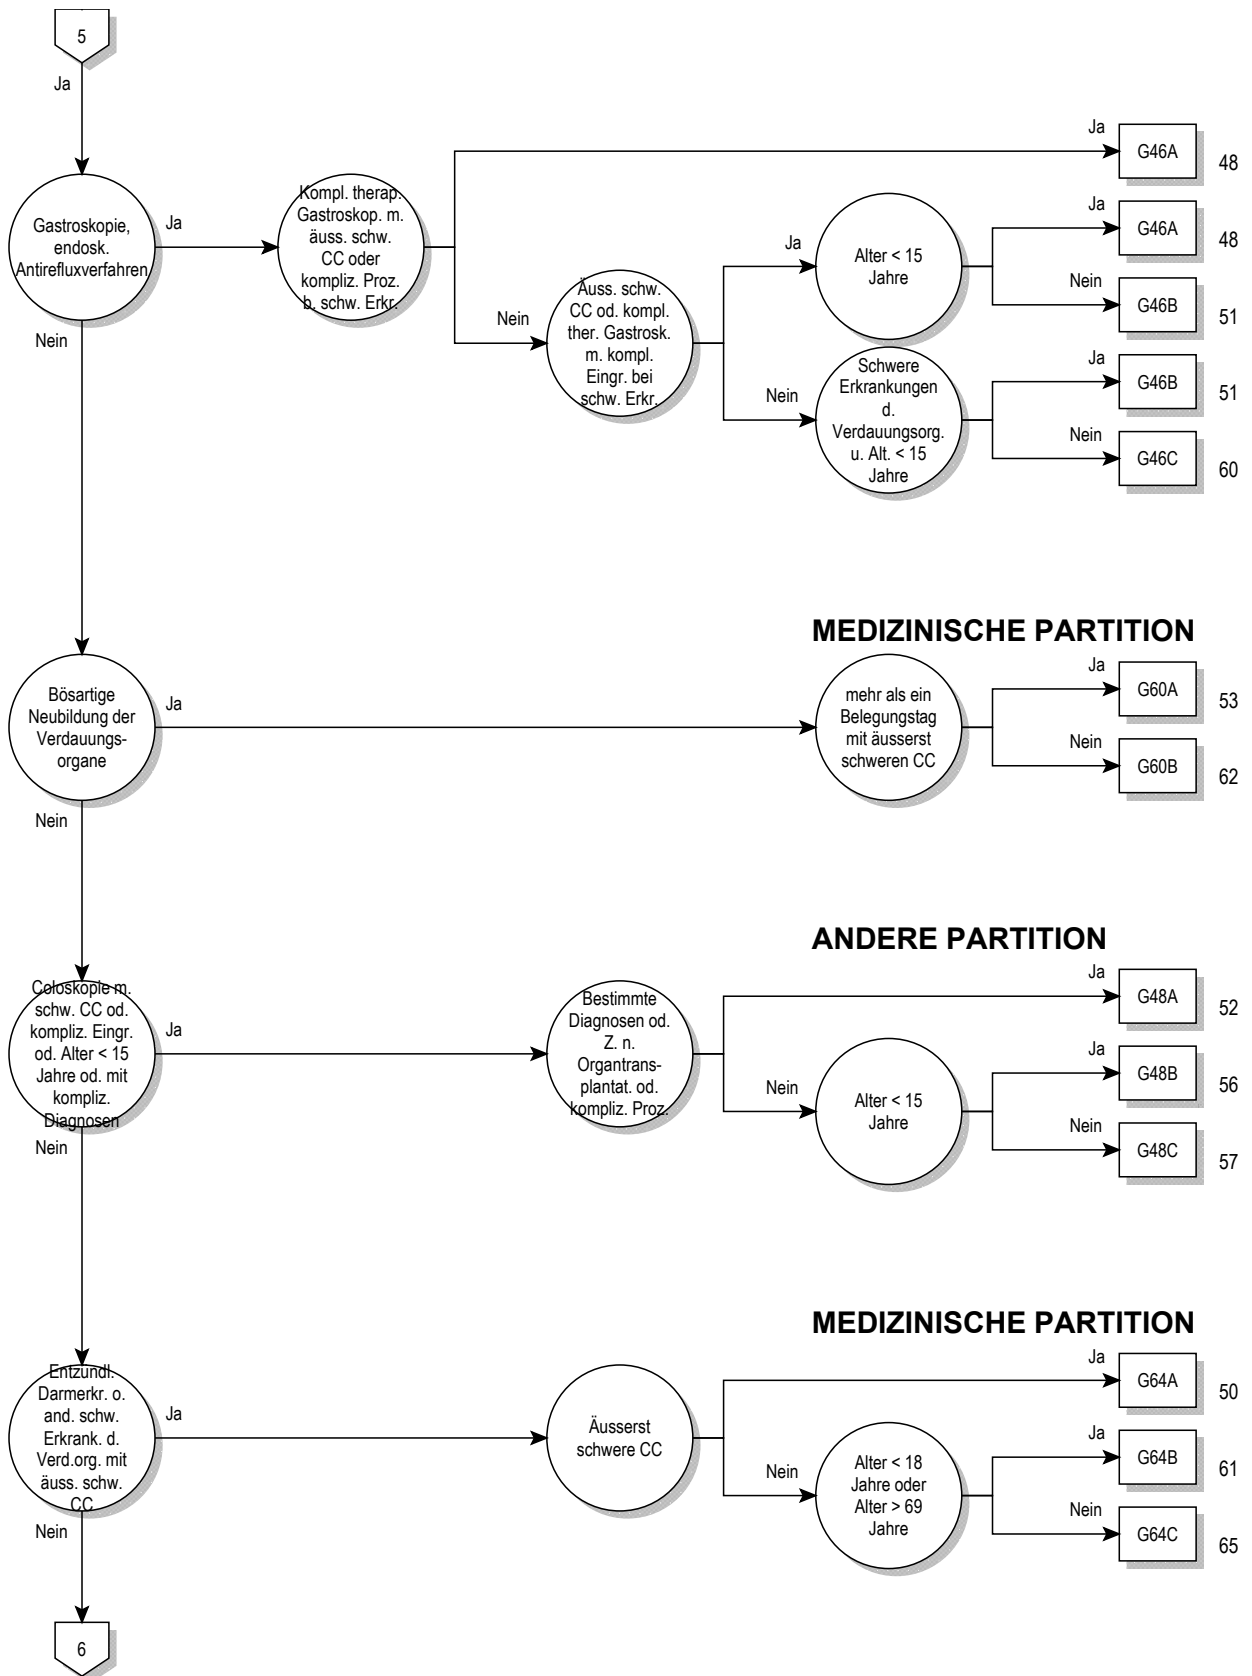 5
Ja
Gastroskopie,
endosk.
Antirefluxverfahren
Ja
Nein
Kompl. therap.
Gastroskop. m.
äuss. schw.
CC oder
kompliz. Proz.
b. schw. Erkr.
Ja
G46A
48
Nein
Äuss. schw.
CC od. kompl.
ther. Gastrosk.
m. kompl.
Eingr. bei
schw. Erkr.
Ja
Alter < 15
Jahre
Ja
G46A
48
Nein
G46B
51
Nein
Schwere
Erkrankungen
d.
Verdauungsorg.
u. Alt. < 15
Jahre
Ja
G46B
51
Nein
G46C
60
MEDIZINISCHE PARTITION
Bösartige
Neubildung der
Verdauungs-
organe
Ja
Nein
mehr als ein
Belegungstag
mit äusserst
schweren CC
Ja
G60A
53
Nein
G60B
62
ANDERE PARTITION
Coloskopie m.
schw. CC od.
kompliz. Eingr.
od. Alter < 15
Jahre od. mit
kompliz.
Diagnosen
Ja
Nein
Bestimmte
Diagnosen od.
Z. n.
Organtrans-
plantat. od.
kompliz. Proz.
Ja
G48A
52
Nein
Alter < 15
Jahre
Ja
G48B
56
Nein
G48C
57
MEDIZINISCHE PARTITION
Entzündl.
Darmerkr. o.
and. schw.
Erkrank. d.
Verd.org. mit
äuss. schw.
CC
Ja
Nein
Äusserst
schwere CC
Ja
G64A
50
Nein
Alter < 18
Jahre oder
Alter > 69
Jahre
Ja
G64B
61
Nein
G64C
65
6